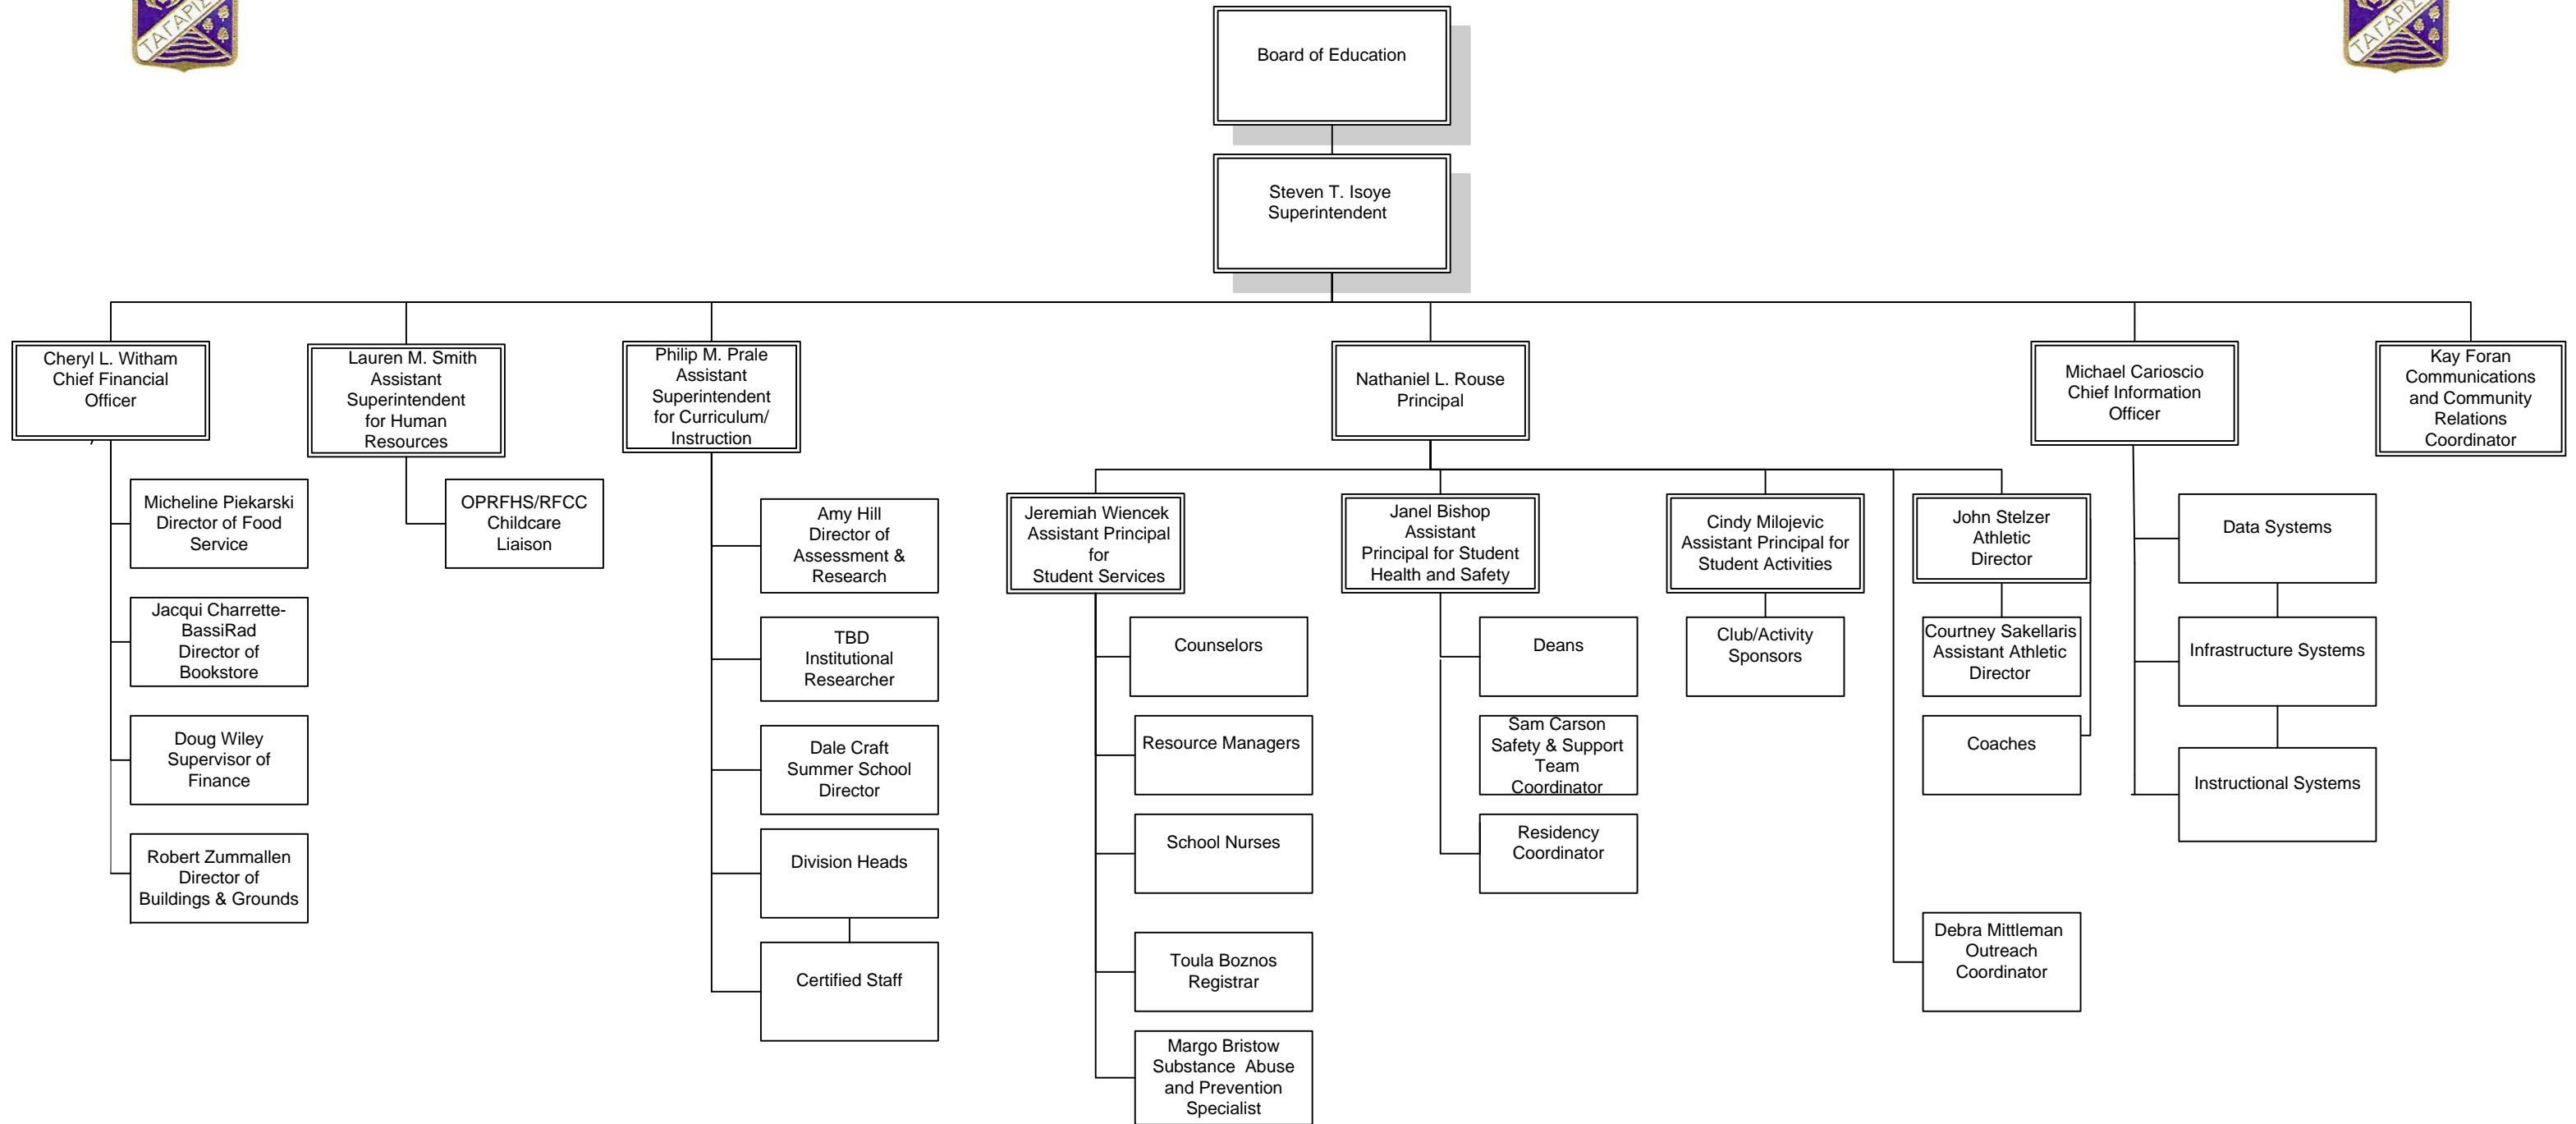 ΤΑΓΑΡΙΣ
ΤΑΓΑΡΙΣ
Board of Education
Steven T. Isoye
Superintendent
Cheryl L. Witham
Chief Financial
Officer
Lauren M. Smith
Assistant
Superintendent
for Human
Resources
Philip M. Prale
Assistant
Superintendent
for Curriculum/
Instruction
Nathaniel L. Rouse
Principal
Michael Carioscio
Chief Information
Officer
Kay Foran
Communications
and Community
Relations
Coordinator
Micheline Piekarski
Director of Food
Service
Jacqui Charrette-
BassiRad
Director of
Bookstore
Doug Wiley
Supervisor of
Finance
Robert Zummallen
Director of
Buildings & Grounds
OPRFHS/RFCC
Childcare
Liaison
Amy Hill
Director of
Assessment &
Research
TBD
Institutional
Researcher
Dale Craft
Summer School
Director
Division Heads
Certified Staff
Jeremiah Wiencek
Assistant Principal
for
Student Services
Counselors
Resource Managers
School Nurses
Toula Boznos
Registrar
Margo Bristow
Substance Abuse
and Prevention
Specialist
Janel Bishop
Assistant
Principal for Student
Health and Safety
Deans
Sam Carson
Safety & Support
Team
Coordinator
Residency
Coordinator
Cindy Milojevic
Assistant Principal for
Student Activities
Club/Activity
Sponsors
John Stelzer
Athletic
Director
Courtney Sakellaris
Assistant Athletic
Director
Coaches
Debra Mittleman
Outreach
Coordinator
Data Systems
Infrastructure Systems
Instructional Systems